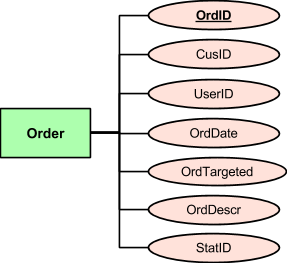 OrdID
CusID
UserID
Order
OrdDate
OrdTargeted
OrdDescr
StatID